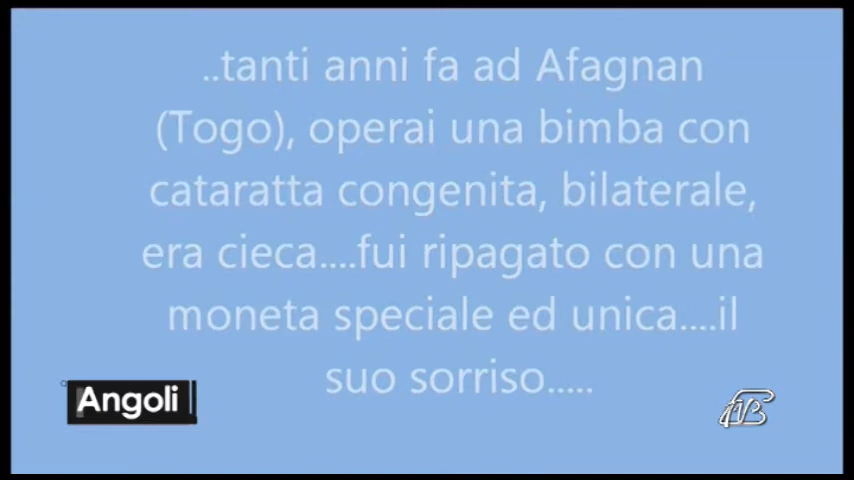 ..tanti anni fa ad Afagnan
(Togo), operai una bimba con
cataratta congenita, bilaterale,
era cieca....fui ripagato con una
moneta speciale ed unica....il
suo sorriso.....
Angoli